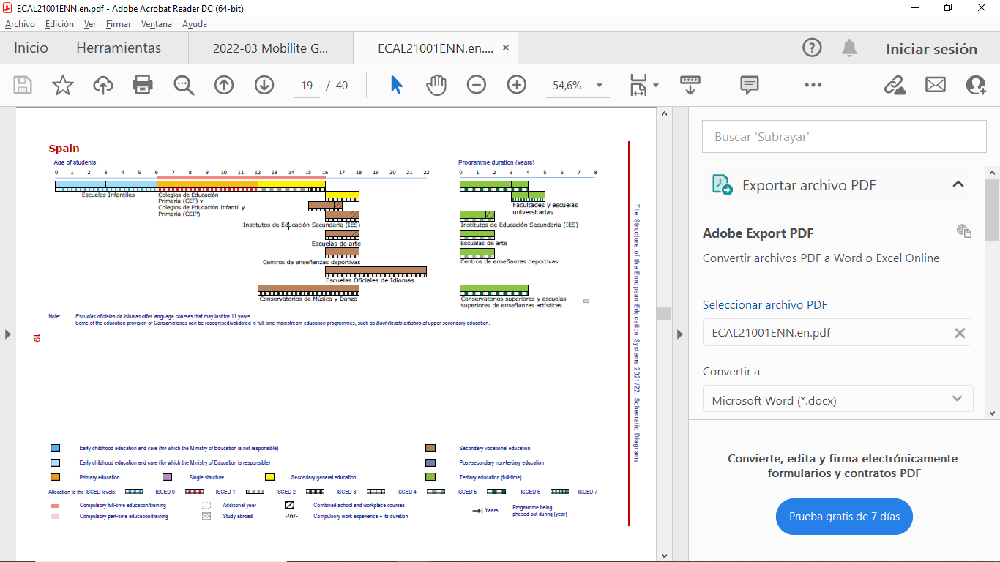 ECAL21001ENN.en.pdf - Adobe Acrobat Reader DC (64-bit)
Archivo Edición Ver Firmar Ventana Ayuda
Inicio Herramientas 2022-03 Mobilite G... ECAL21001ENN.en.... × Iniciar sesión
19 / 40 54,6%
Spain
Age of students
0 1 2 3 4 5 6 7 8 9 10 11 12 13 14 15 16 17 18 19 20 21 22
Escuelas Infantiles
Colegios de Educación
Primaria (CEP) y
Colegios de Educación Infantil y
Primaria (CEIP)
Institutos de Educación Secundaria (IES)
Escuelas de arte
Centros de enseñanzas deportivas
Escuelas Oficiales de Idiomas
Conservatorios de Música y Danza
Programme duration (years)
0 1 2 3 4 5 6 7 8
Facultades y escuelas
universitarias
Institutos de Educación Secundaria (IES)
Escuelas de arte
Centros de enseñanzas deportivas
Conservatorios superiores y escuelas
superiores de enseñanzas artísticas
ES
Note: Escuelas oficiales de idiomas offer language courses that may last for 11 years.
Some of the education provision of Conservatorios can be recognised/validated in full-time mainstream education programmes, such as Bachillerato artístico at upper secondary education.
19
The Structure of the European Education Systems 2021/22: Schematic Diagrams
Early childhood education and care (for which the Ministry of Education is not responsible)
Secondary vocational education
Early childhood education and care (for which the Ministry of Education is responsible)
Post-secondary non-tertiary education
Primary education Single structure Secondary general education Tertiary education (full-time)
Allocation to the ISCED levels: ISCED 0 ISCED 1 ISCED 2 ISCED 3 ISCED 4 ISCED 5 ISCED 6 ISCED 7
Compulsory full-time education/training Additional year Combined school and workplace courses
Compulsory part-time education/training >> Study abroad -/n/- Compulsory work experience + its duration
Years
Programme being
phased out during (year)
Buscar 'Subrayar'
Exportar archivo PDF
Adobe Export PDF
Convertir archivos PDF a Word o Excel Online
Seleccionar archivo PDF
ECAL21001ENN.en.pdf
Convertir a
Microsoft Word (*.docx)
Convierte, edita y firma electrónicamente
formularios y contratos PDF
Prueba gratis de 7 días